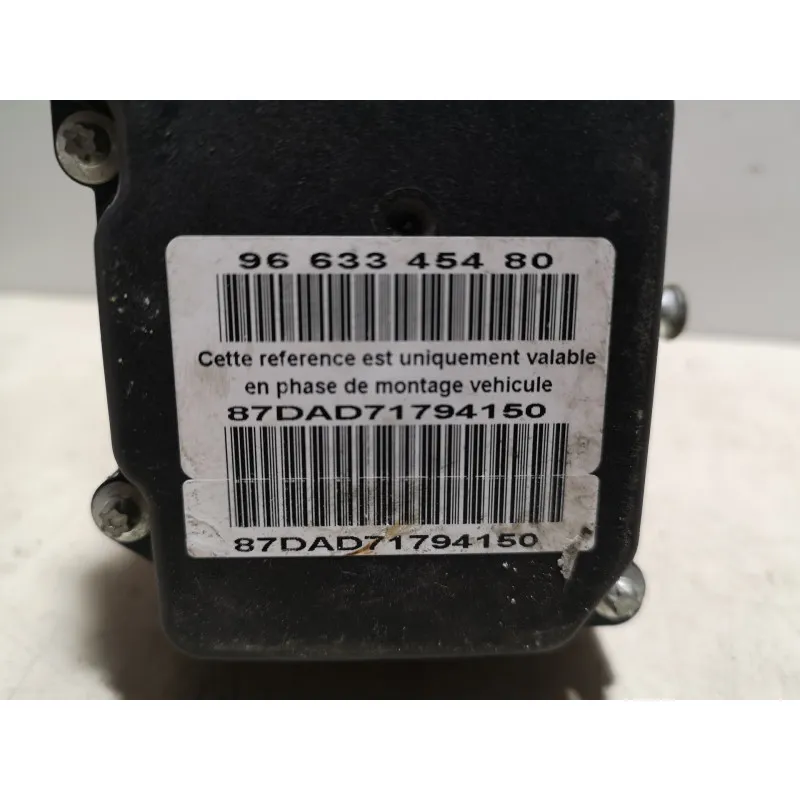 96 633 454 80
Cette reference est uniquement valable
en phase de montage vehicule
87DAD71794150
87DAD71794150